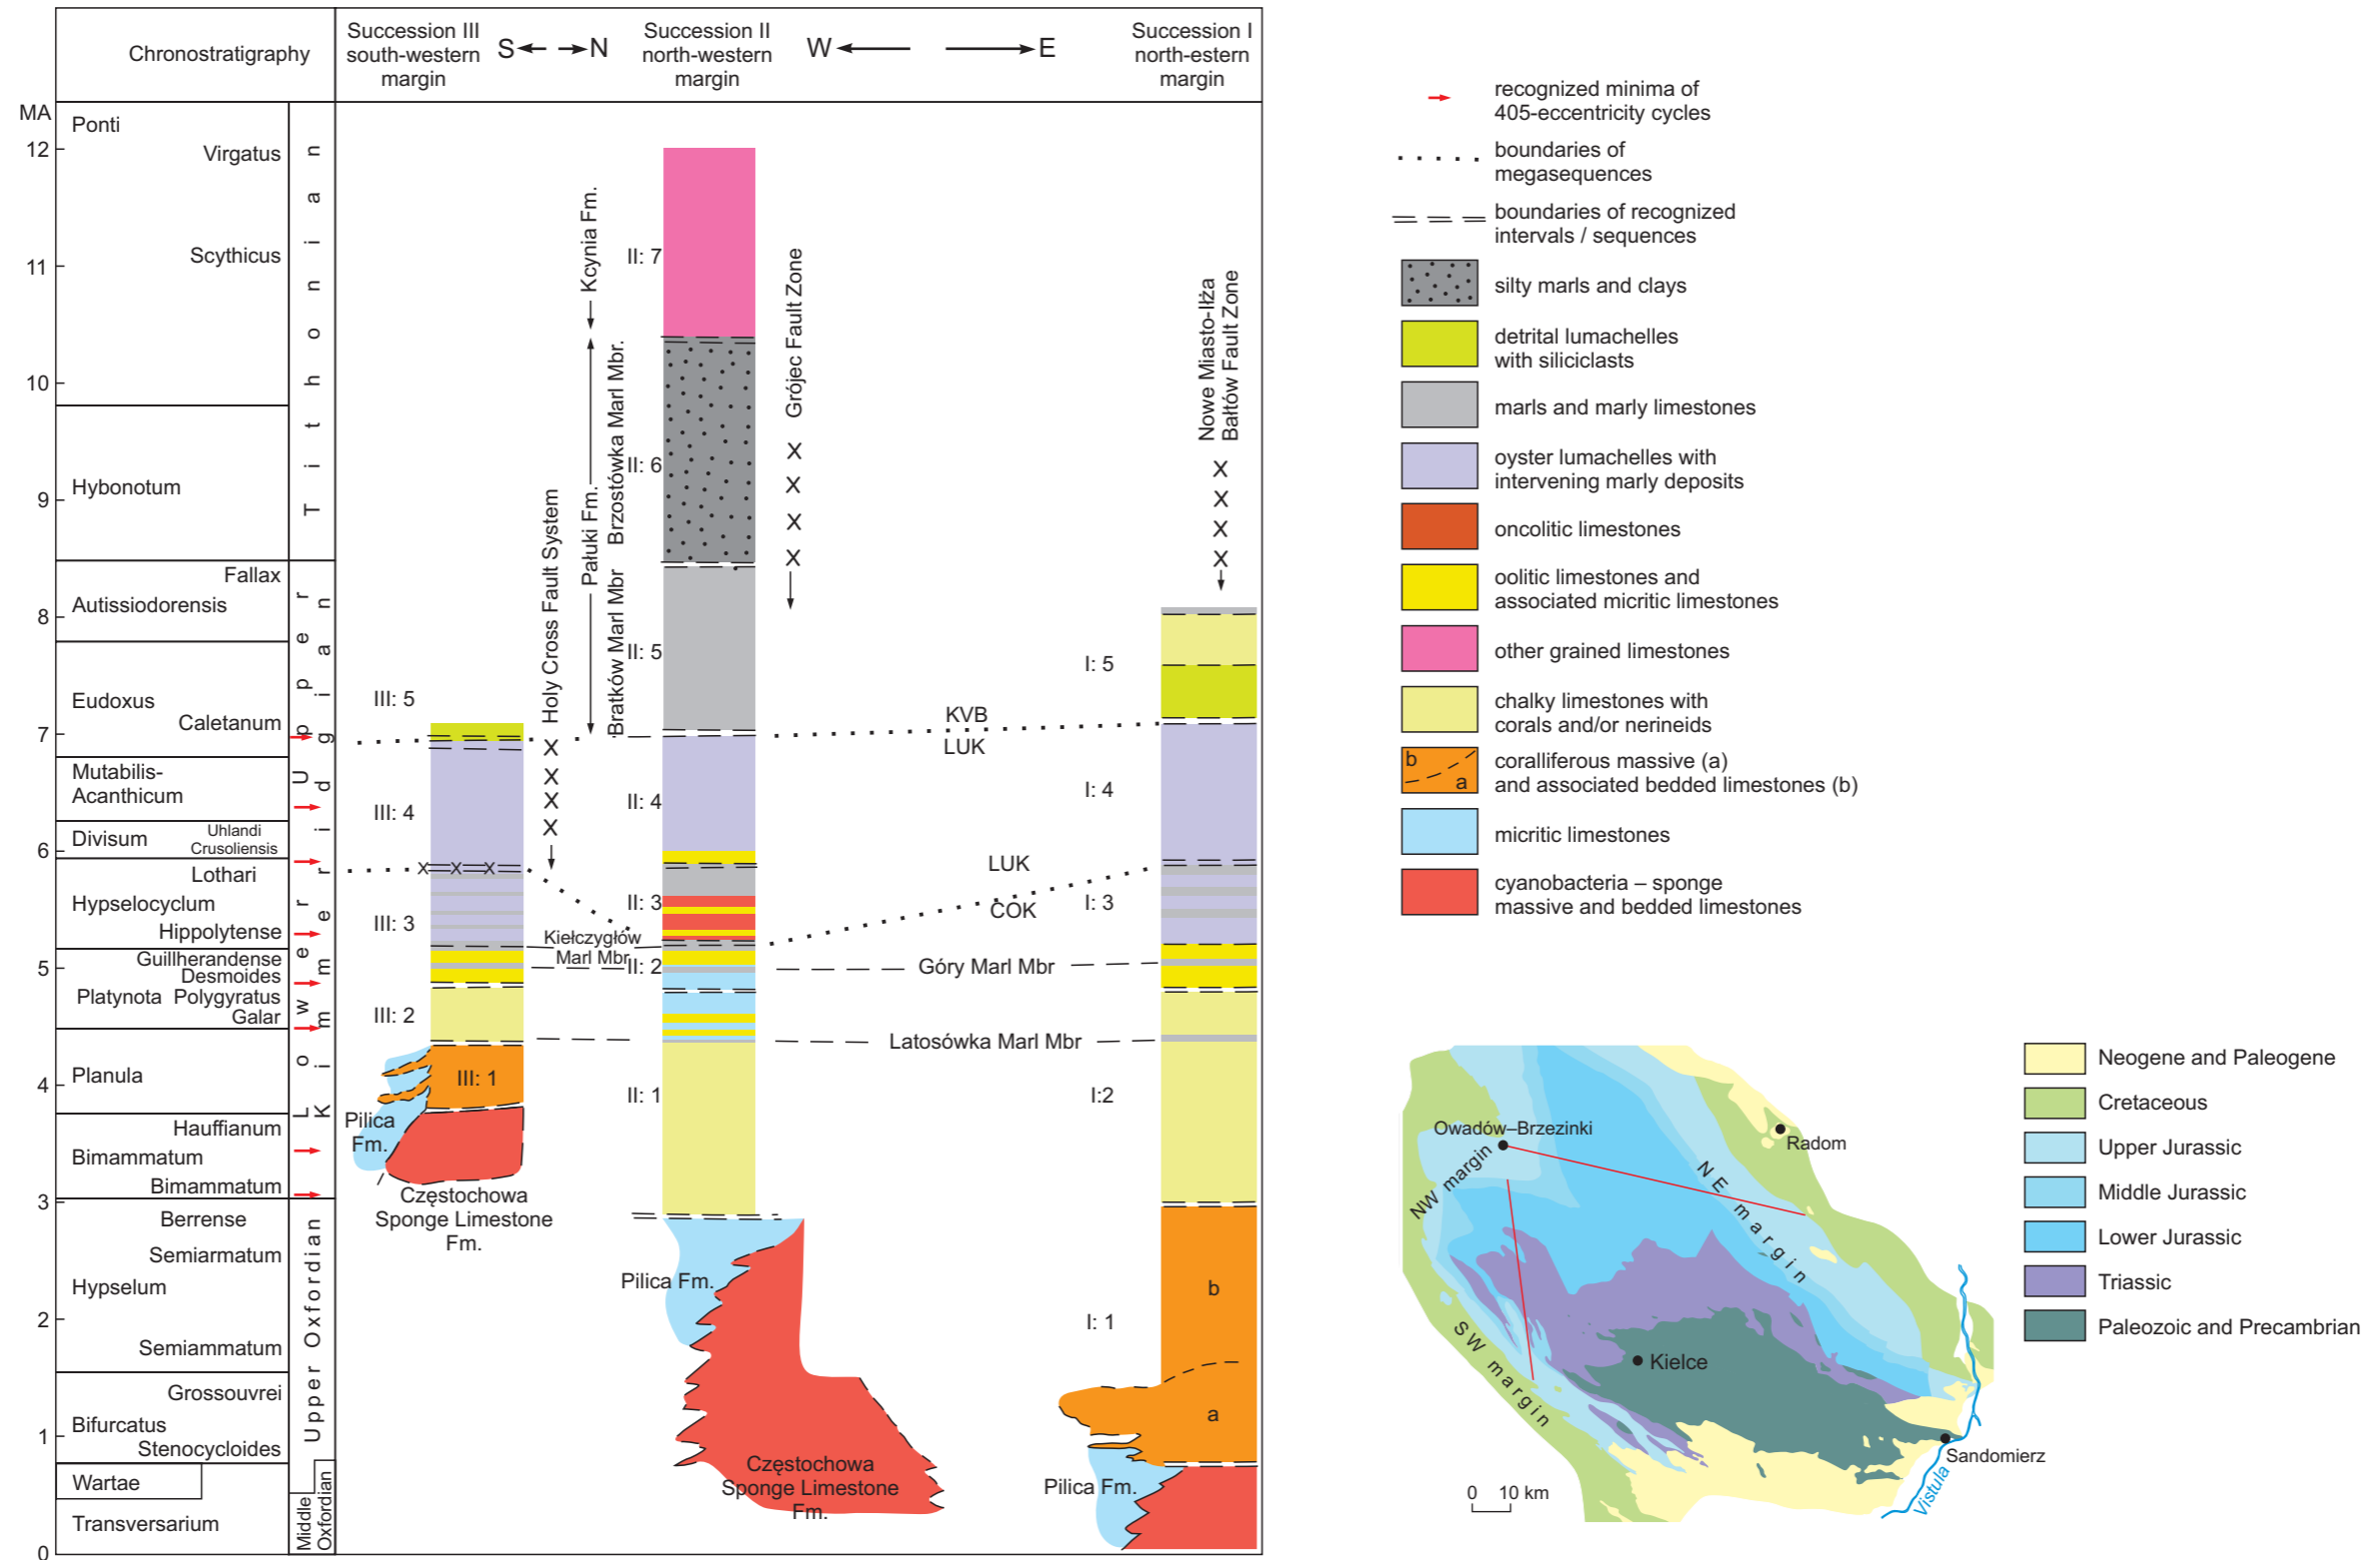 Chronostratigraphy
Succession III
south-western
margin
S
N
Succession II
north-western
margin
W
E
Succession I
north-estern
margin
MA
12
11
10
9
8
7
6
5
4
3
2
1
0
Ponti
Virgatus
Scythicus
Hybonotum
Fallax
Autissiodorensis
Eudoxus
Caletanum
Mutabilis-
Acanthicum
Divisum
Uhlandi
Crusoliensis
Lothari
Hypselocyclum
Hippolytense
Guillherandense
Desmoides
Platynota
Polygyratus
Galar
Planula
Hauffianum
Bimammatum
Bimammatum
Berrense
Semiarmatum
Hypselum
Semiammatum
Grossouvrei
Bifurcatus
Stenocycloides
Wartae
Transversarium
Tithonian
Upper
Lower
Kimmeridgian
Upper Oxfordian
Middle
Oxfordian
III: 5
III: 4
X X X
III: 3
III: 2
III: 1
Pilica
Fm.
Częstochowa
Sponge Limestone
Fm.
Holy Cross Fault System
X
X
X
X
Kcynia Fm.
Pałuki Fm.
Brzostówka Marl Mbr.
Bratków Marl Mbr
Kiełczygłów
Marl Mbr
II: 7
II: 6
II: 5
II: 4
II: 3
II: 2
II: 1
Pilica Fm.
Częstochowa
Sponge Limestone
Fm.
Grójec Fault Zone
X
X
X
X
KVB
LUK
LUK
COK
Góry Marl Mbr
Latosówka Marl Mbr
Nowe Miasto-Iłża
Bałtów Fault Zone
X
X
X
X
I: 5
I: 4
I: 3
I:2
I: 1
b
a
Pilica Fm.
recognized minima of
405-eccentricity cycles
boundaries of
megasequences
boundaries of recognized
intervals / sequences
silty marls and clays
detrital lumachelles
with siliciclasts
marls and marly limestones
oyster lumachelles with
intervening marly deposits
oncolitic limestones
oolitic limestones and
associated micritic limestones
other grained limestones
chalky limestones with
corals and/or nerineids
b
a
coralliferous massive (a)
and associated bedded limestones (b)
micritic limestones
cyanobacteria – sponge
massive and bedded limestones
Owadów–Brzezinki
Radom
NW margin
NE margin
SW margin
Kielce
Sandomierz
Vistula
0 10 km
Neogene and Paleogene
Cretaceous
Upper Jurassic
Middle Jurassic
Lower Jurassic
Triassic
Paleozoic and Precambrian